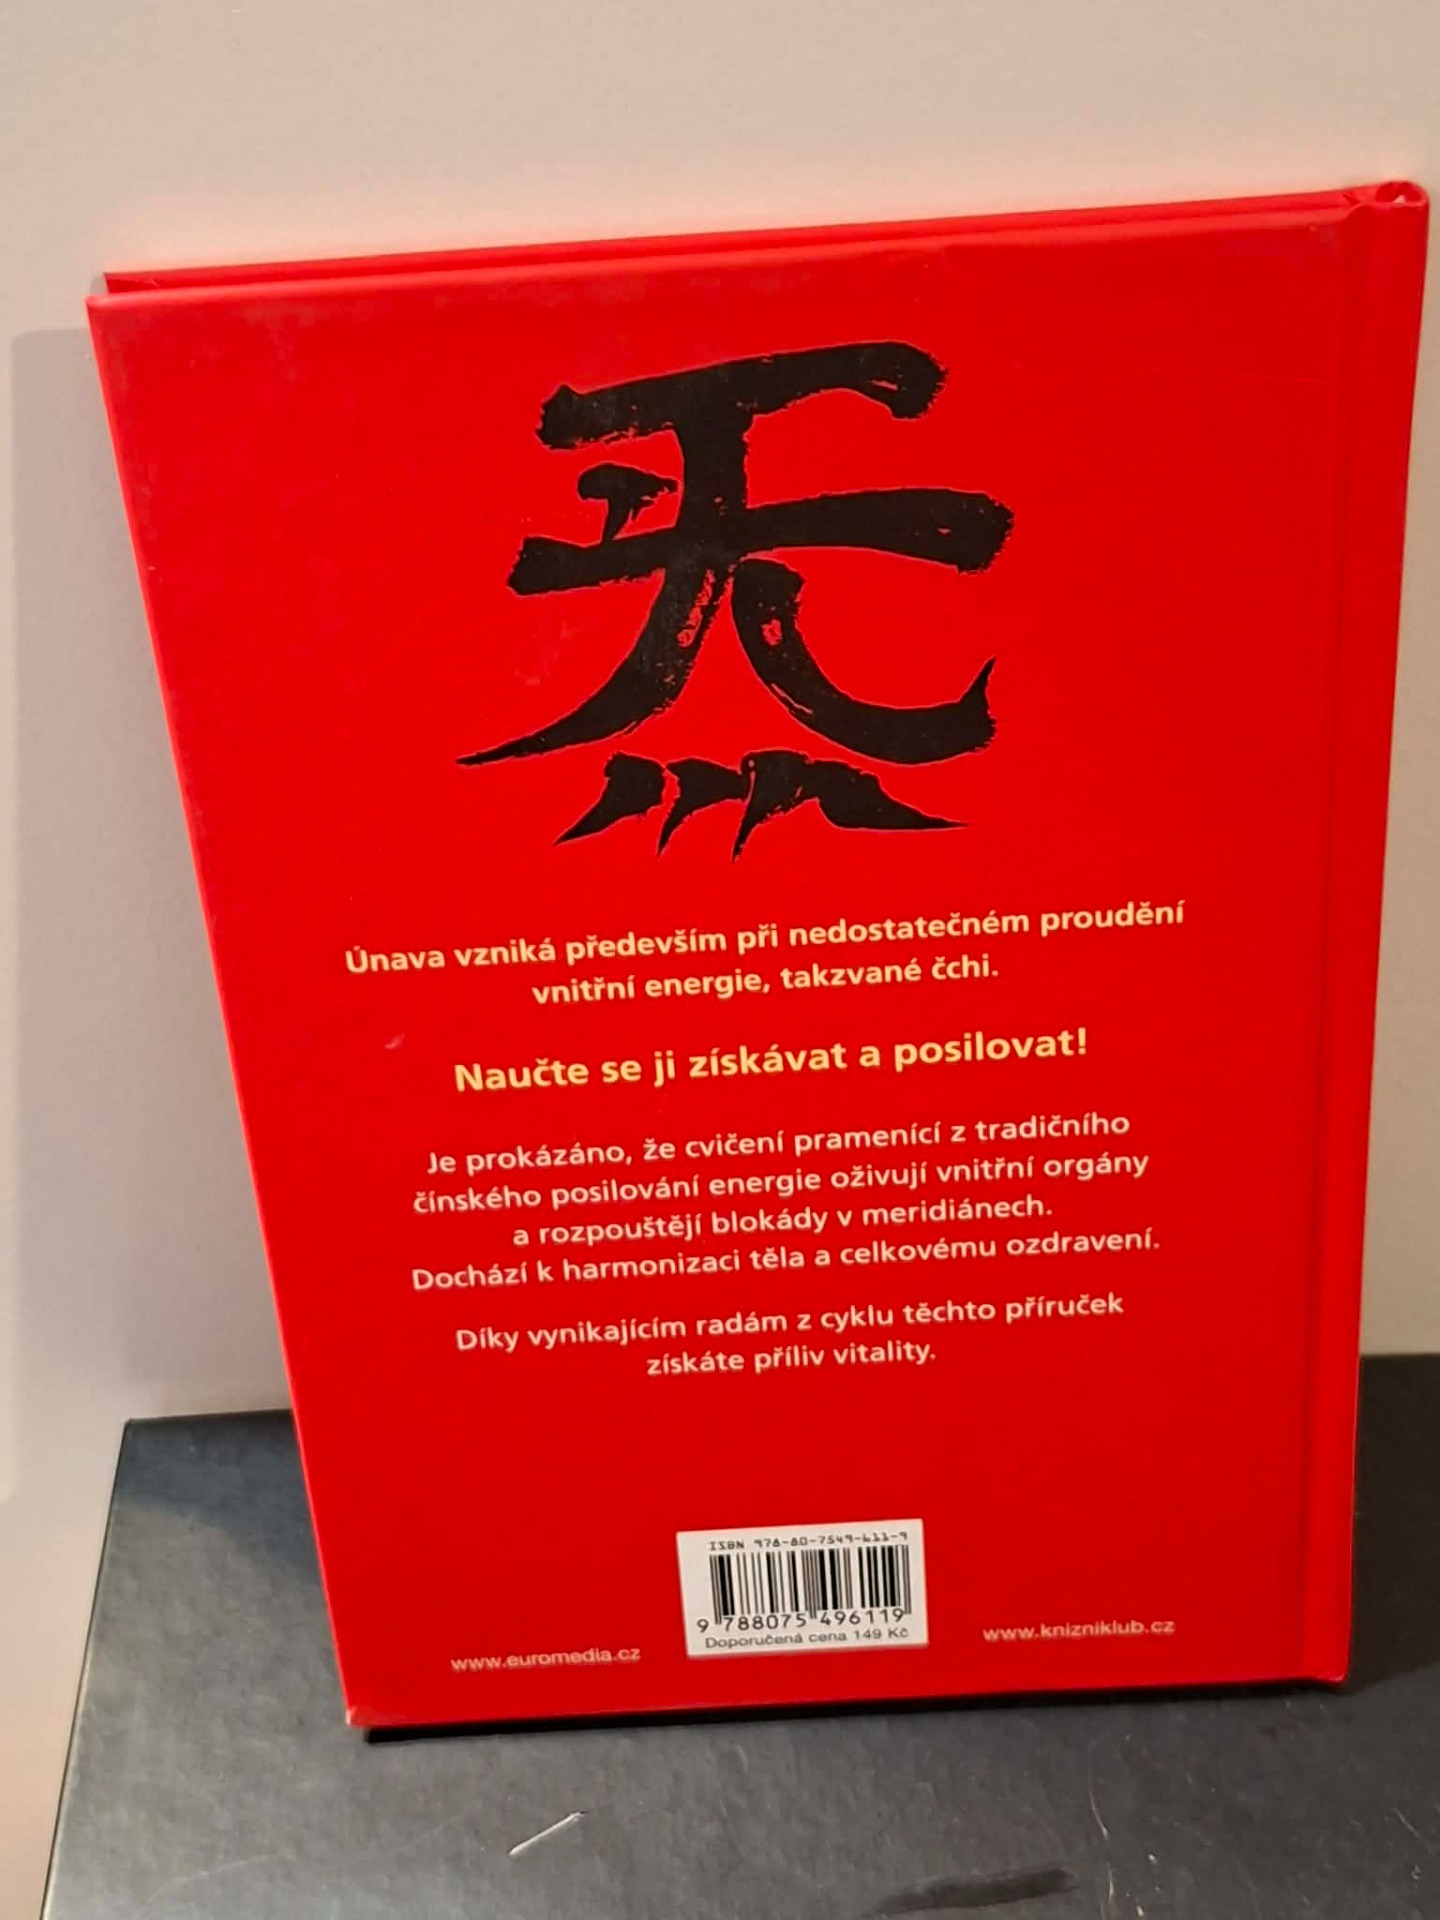 炁
Únava vzniká především při nedostatečném proudění
vnitřní energie, takzvané čchi.
Naučte se ji získávat a posilovat!
Je prokázáno, že cvičení pramenící z tradičního
čínského posilování energie oživují vnitřní orgány
a rozpouštějí blokády v meridiánech.
Dochází k harmonizaci těla a celkovému ozdravení.
Díky vynikajícím radám z cyklu těchto příruček
získáte příliv vitality.
ISBN 978-80-7549-611-9
9 788075 496119
Doporučená cena 149 Kč
www.euromedia.cz
www.knizniklub.cz